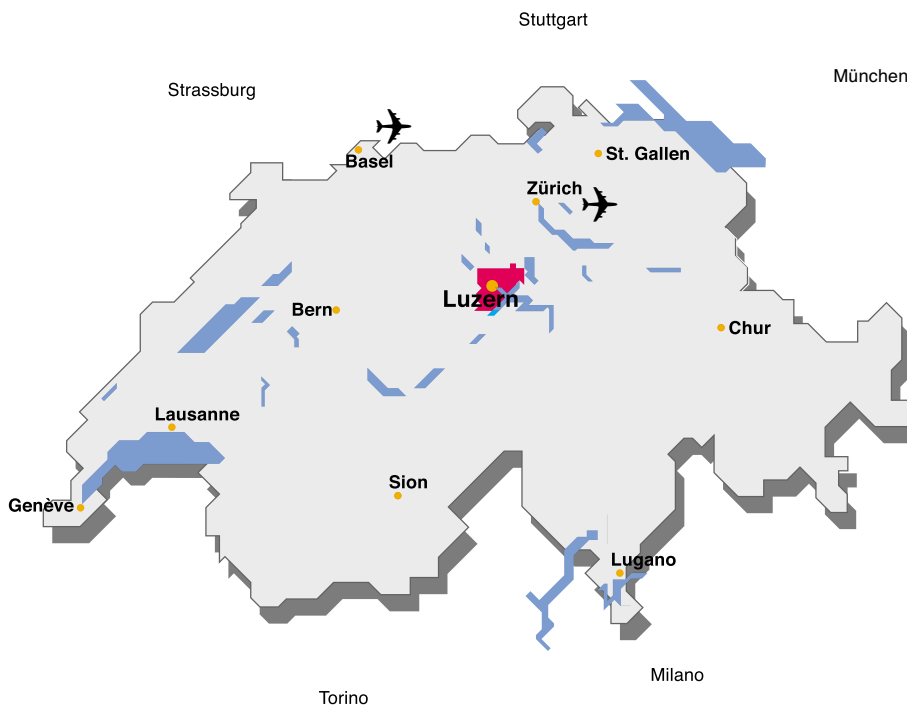 Stuttgart
München
Strassburg
Basel
St. Gallen
Zürich
Luzern
Bern
Chur
Lausanne
Sion
Genève
Lugano
Milano
Torino